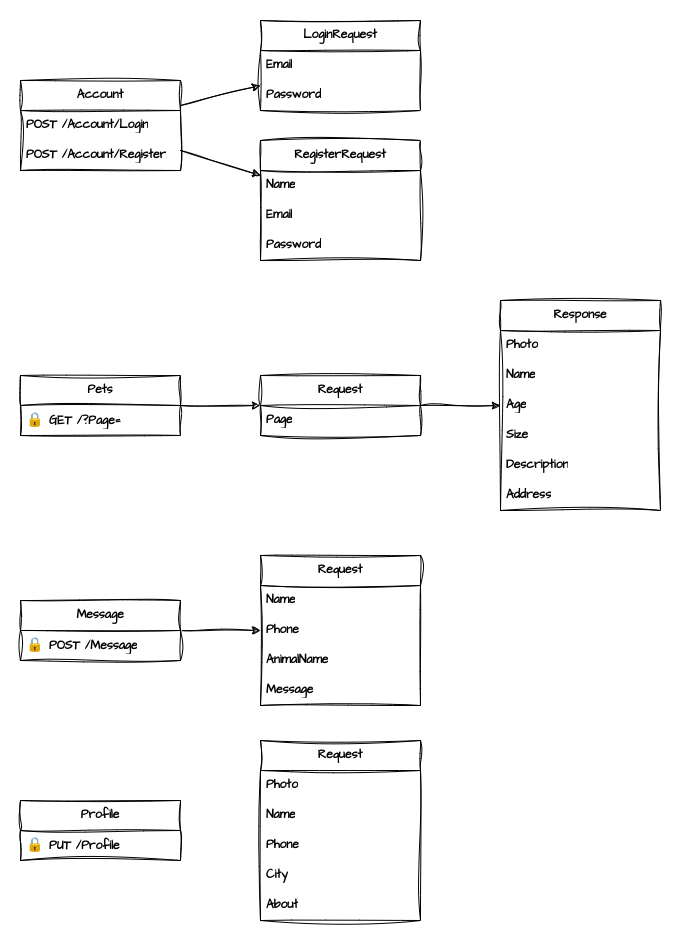 LoginRequest
Email
Password
Account
POST /Account/Login
POST /Account/Register
RegisterRequest
Name
Email
Password
Pets
🔒 GET /?Page=
Request
Page
Response
Photo
Name
Age
Size
Description
Address
Message
🔒 POST /Message
Request
Name
Phone
AnimalName
Message
Profile
🔒 PUT /Profile
Request
Photo
Name
Phone
City
About